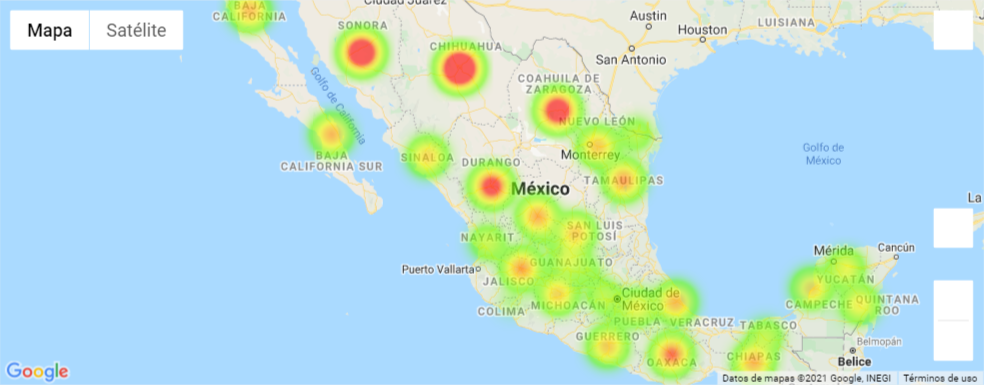 Ciudad Juárez
BAJA
CALIFORNIA
Mapa
Satélite
SONORA
CHIHUAHUA
Austin
Houston
LUISIANA
San Antonio
Golfo de California
COAHUILA DE
ZARAGOZA
NUEVO LEÓN
Monterrey
BAJA
CALIFORNIA SUR
SINALOA
DURANGO
México
TAMAULIPAS
Golfo de
México
La
NAYARIT
SAN LUIS
POTOSÍ
Puerto Vallarta
GUANAJUATO
JALISCO
Mérida
Cancún
YUCATÁN
COLIMA
MICHOACÁN
Ciudad de
México
CAMPECHE
QUINTANA
ROO
PUEBLA
VERACRUZ
TABASCO
GUERRERO
OAXACA
CHIAPAS
Belmopán
Belice
Google
Datos de mapas ©2021 Google, INEGI
Términos de uso